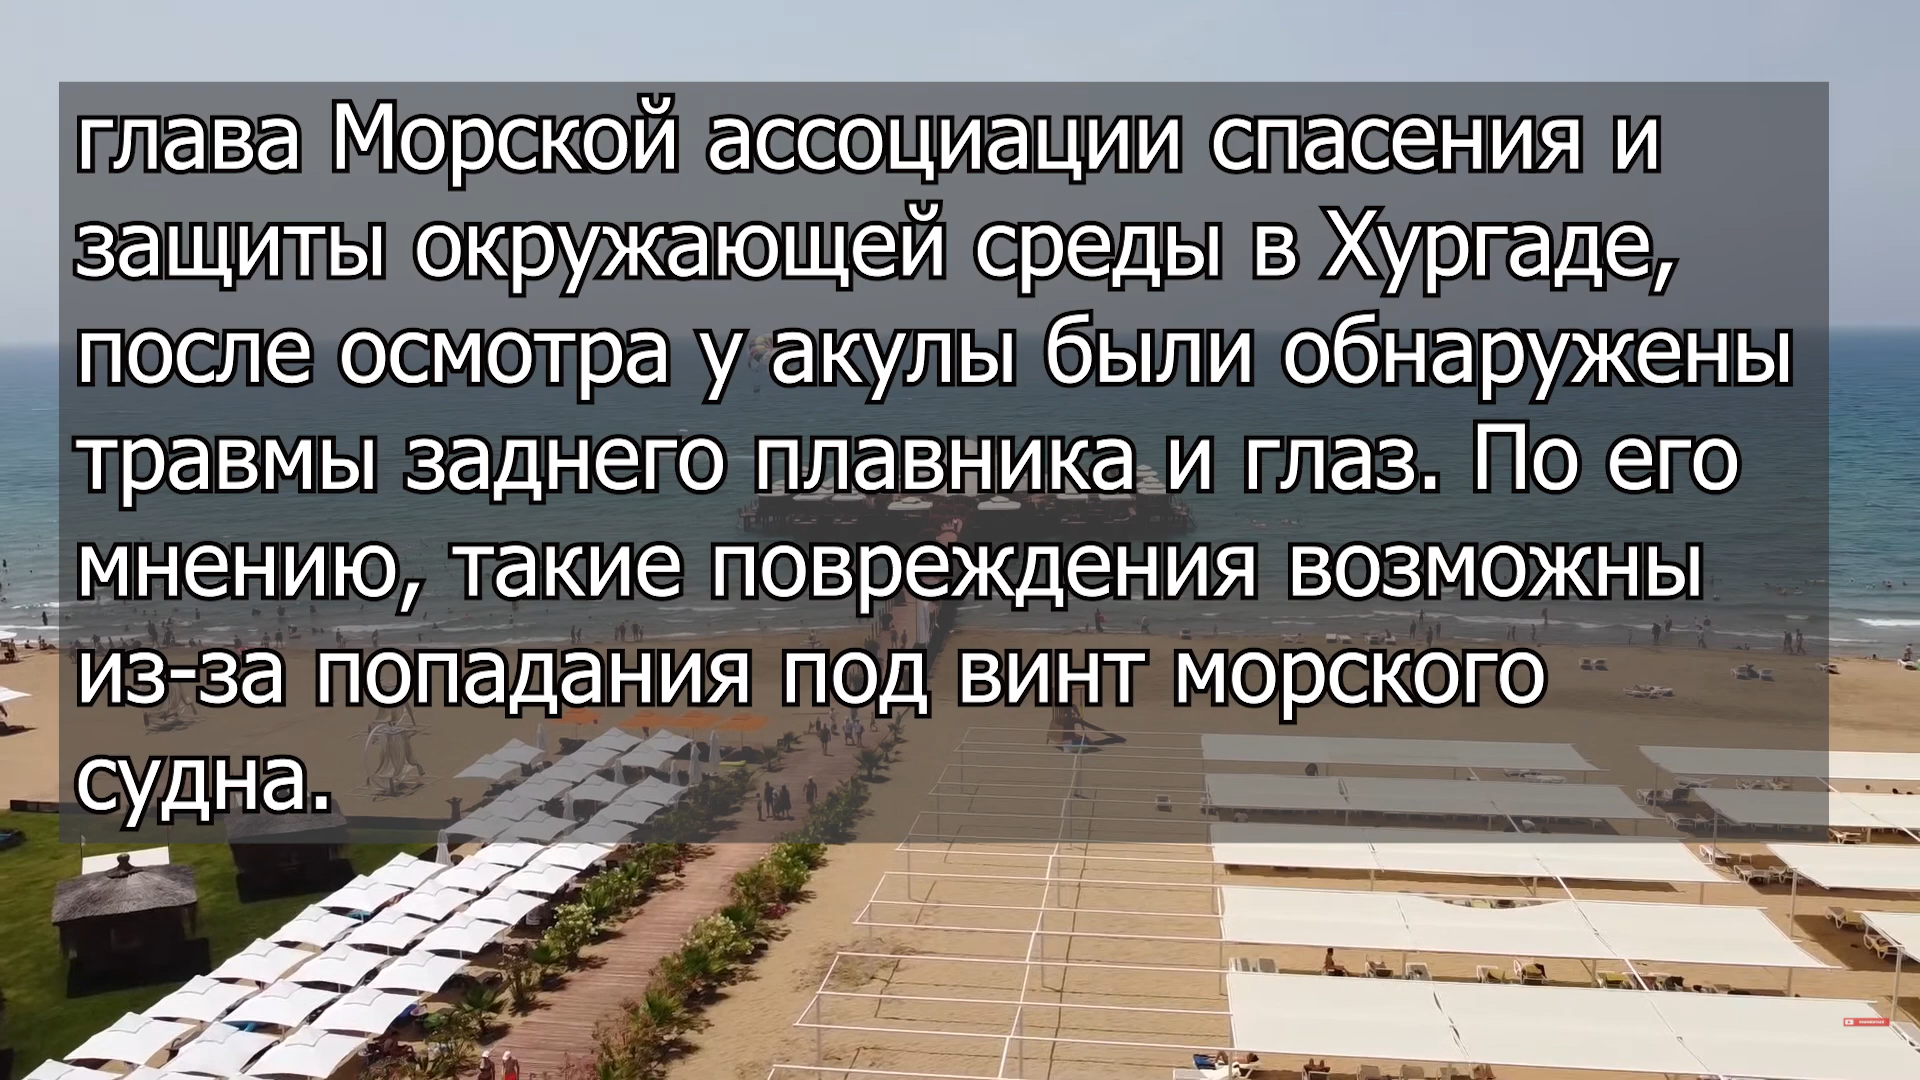 глава Морской ассоциации спасения и
защиты окружающей среды в Хургаде,
после осмотра у акулы были обнаружены
травмы заднего плавника и глаз. По его
мнению, такие повреждения возможны
из-за попадания под винт морского
судна.